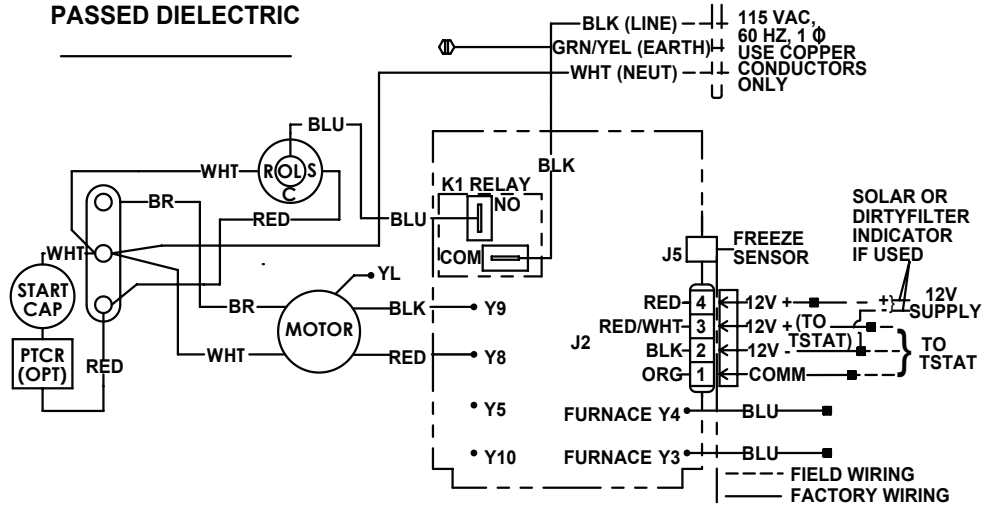 PASSED DIELECTRIC
BLK (LINE)
GRN/YEL (EARTH)
WHT (NEUT)
115 VAC,
60 HZ, 1 Φ
USE COPPER
CONDUCTORS
ONLY
BLU
WHT
R OL S
C
BR
RED
BLK
K1 RELAY
NO
BLU
COM
WHT
START
CAP
PTCR
(OPT)
RED
YL
BR
MOTOR
BLK
Y9
WHT
RED
Y8
Y5
Y10
J5
FREEZE
SENSOR
SOLAR OR
DIRTYFILTER
INDICATOR
IF USED
J2
RED 4 12V + + 12V
- SUPPLY
RED/WHT 3 12V + (TO
TSTAT)
BLK 2 12V -
ORG 1 COMM
TO
TSTAT
FURNACE Y4 BLU
FURNACE Y3 BLU
FIELD WIRING
FACTORY WIRING